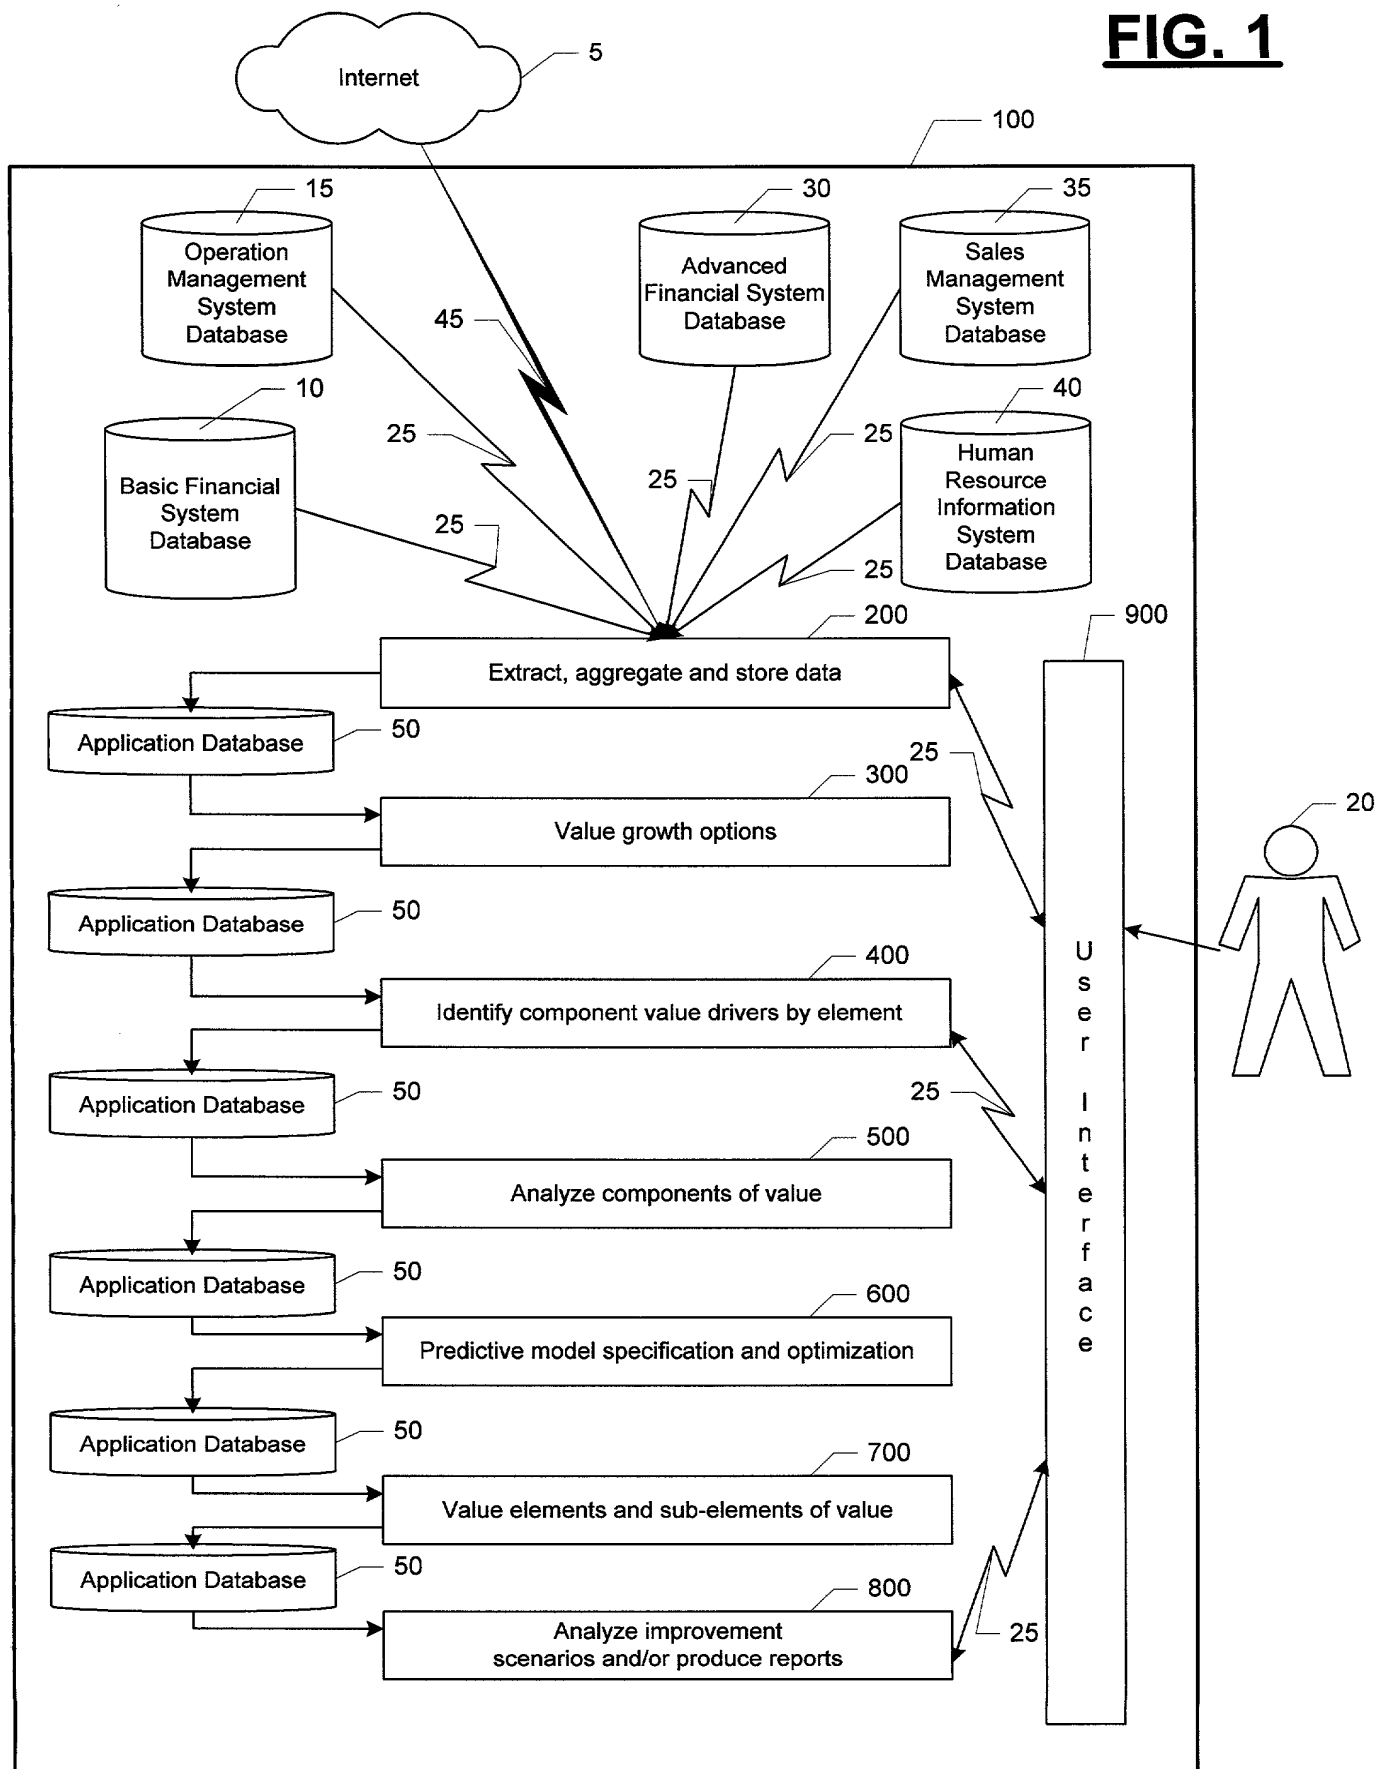 FIG. 1
5
Internet
100
15
30
35
Operation
Management
System
Database
Advanced
Financial System
Database
Sales
Management
System
Database
45
10
40
25
25
25
Basic Financial
System
Database
25
Human
Resource
Information
System
Database
25
200
900
Extract, aggregate and store data
50
Application Database
25
300
20
Value growth options
50
Application Database
400
User Interface
Identify component value drivers by element
50
Application Database
25
500
Analyze components of value
50
Application Database
600
Predictive model specification and optimization
50
Application Database
700
Value elements and sub-elements of value
50
Application Database
800
25
Analyze improvement
scenarios and/or produce reports